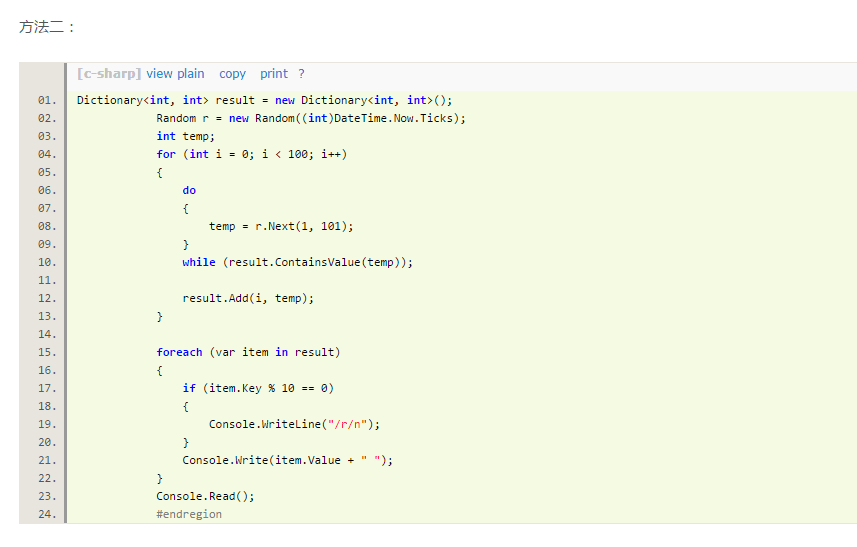 方法二：
[c-sharp] view plain copy print ?
01. Dictionary<int, int> result = new Dictionary<int, int>();
02. Random r = new Random((int)DateTime.Now.Ticks);
03. int temp;
04. for (int i = 0; i < 100; i++)
05. {
06. do
07. {
08. temp = r.Next(1, 101);
09. }
10. while (result.ContainsValue(temp));
11.
12. result.Add(i, temp);
13. }
14.
15. foreach (var item in result)
16. {
17. if (item.Key % 10 == 0)
18. {
19. Console.WriteLine("/r/n");
20. }
21. Console.Write(item.Value + " ");
22. }
23. Console.Read();
24. #endregion